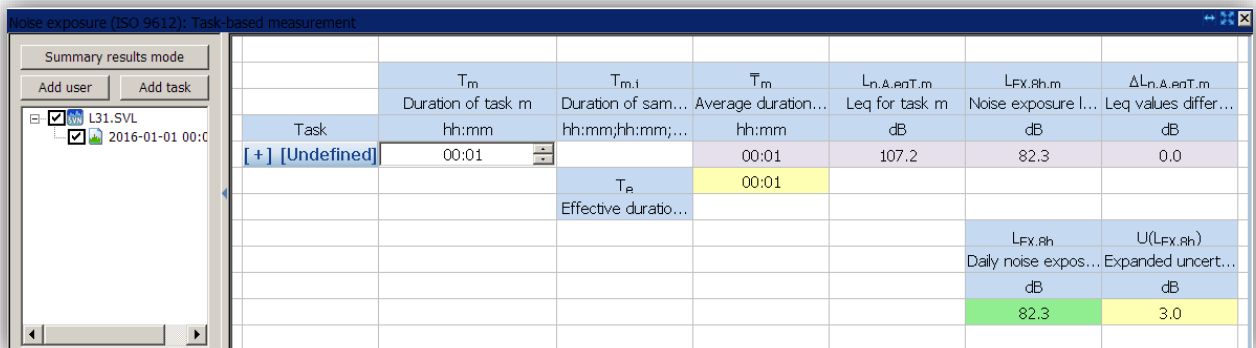 Noise exposure (ISO 9612): Task-based measurement
Summary results mode
Add user Add task
L31.SVL
2016-01-01 00:0
Tm Tm,i T̅m Ln,A,eqT,m LEX,8h,m ΔLn,A,eqT,m
Duration of task m Duration of sam... Average duration... Leq for task m Noise exposure l... Leq values differ...
Task hh:mm hh:mm;hh:mm;... hh:mm dB dB dB
[+] [Undefined] 00:01 00:01 107.2 82.3 0.0
Te 00:01
Effective duratio...
LEX,8h U(LEX,8h)
Daily noise expos... Expanded uncert...
dB dB
82.3 3.0